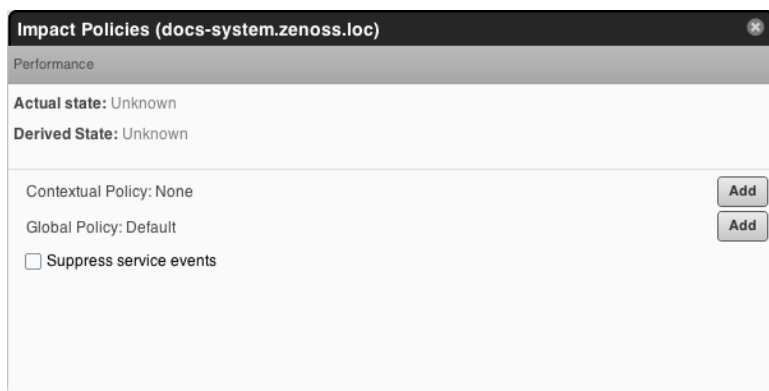 Impact Policies (docs-system.zenoss.loc)
Performance
Actual state: Unknown
Derived State: Unknown
Contextual Policy: None Add
Global Policy: Default Add
Suppress service events